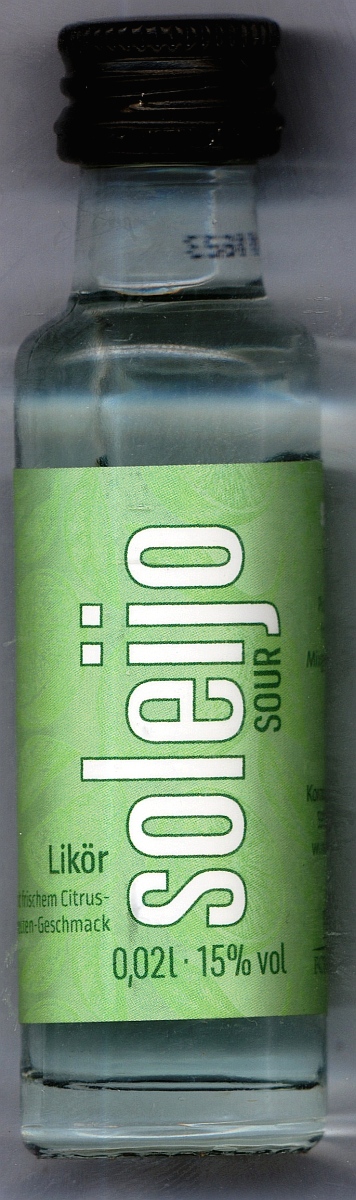 soleijo
SOUR
Likör
frischem Citrus-
-Geschmack
0,02l · 15% vol